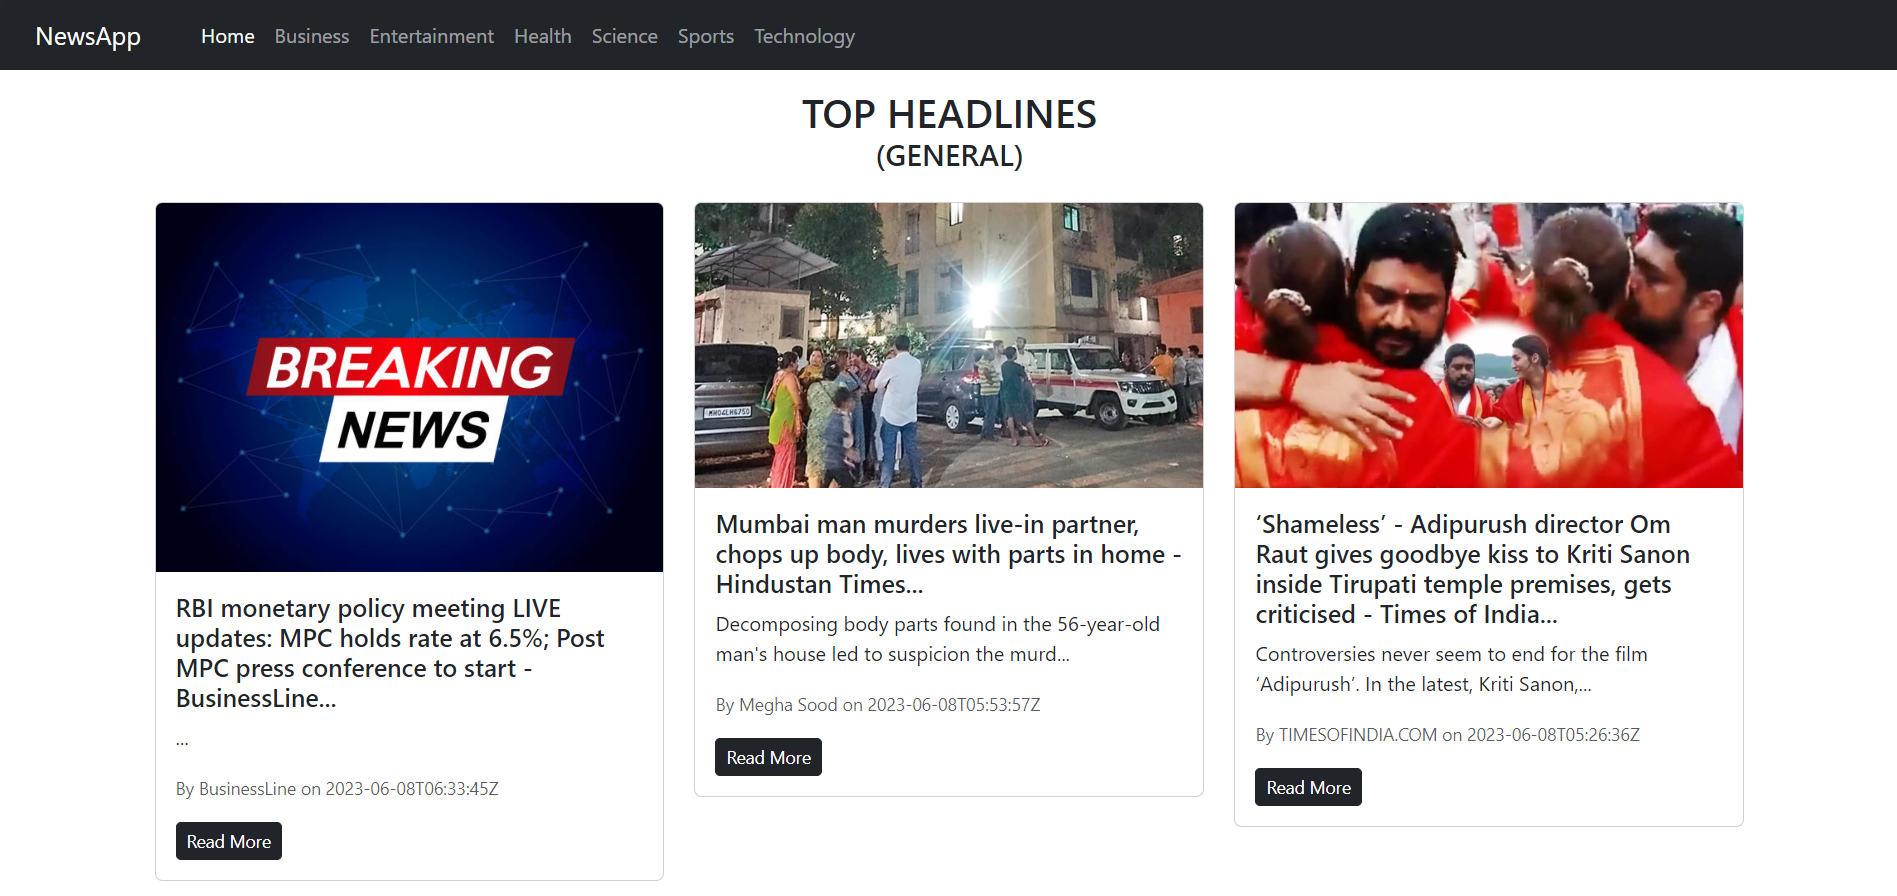 NewsApp Home Business Entertainment Health Science Sports Technology
TOP HEADLINES
(GENERAL)
BREAKING
NEWS
RBI monetary policy meeting LIVE
updates: MPC holds rate at 6.5%; Post
MPC press conference to start -
BusinessLine...
...
By BusinessLine on 2023-06-08T06:33:45Z
Read More
MH04LH6750
Mumbai man murders live-in partner,
chops up body, lives with parts in home -
Hindustan Times...
Decomposing body parts found in the 56-year-old
man's house led to suspicion the murd...
By Megha Sood on 2023-06-08T05:53:57Z
Read More
‘Shameless’ - Adipurush director Om
Raut gives goodbye kiss to Kriti Sanon
inside Tirupati temple premises, gets
criticised - Times of India...
Controversies never seem to end for the film
‘Adipurush’. In the latest, Kriti Sanon,...
By TIMESOFINDIA.COM on 2023-06-08T05:26:36Z
Read More